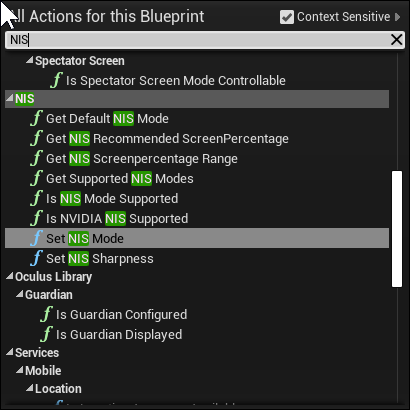 All Actions for this Blueprint
Context Sensitive
NIS
Spectator Screen
f Is Spectator Screen Mode Controllable
NIS
f Get Default NIS Mode
f Get NIS Recommended ScreenPercentage
f Get NIS Screenpercentage Range
f Get Supported NIS Modes
f Is NIS Mode Supported
f Is NVIDIA NIS Supported
f Set NIS Mode
f Set NIS Sharpness
Oculus Library
Guardian
f Is Guardian Configured
f Is Guardian Displayed
Services
Mobile
Location